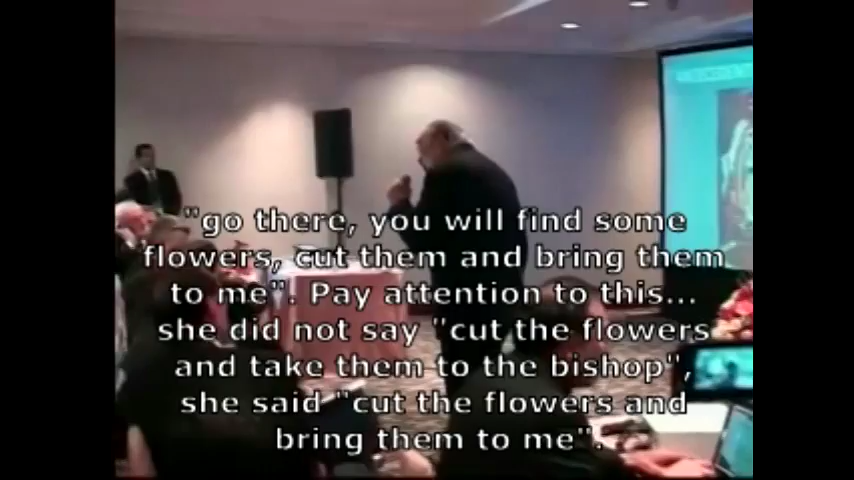 "go there, you will find some
flowers, cut them and bring them
to me". Pay attention to this...
she did not say "cut the flowers
and take them to the bishop",
she said "cut the flowers and
bring them to me".